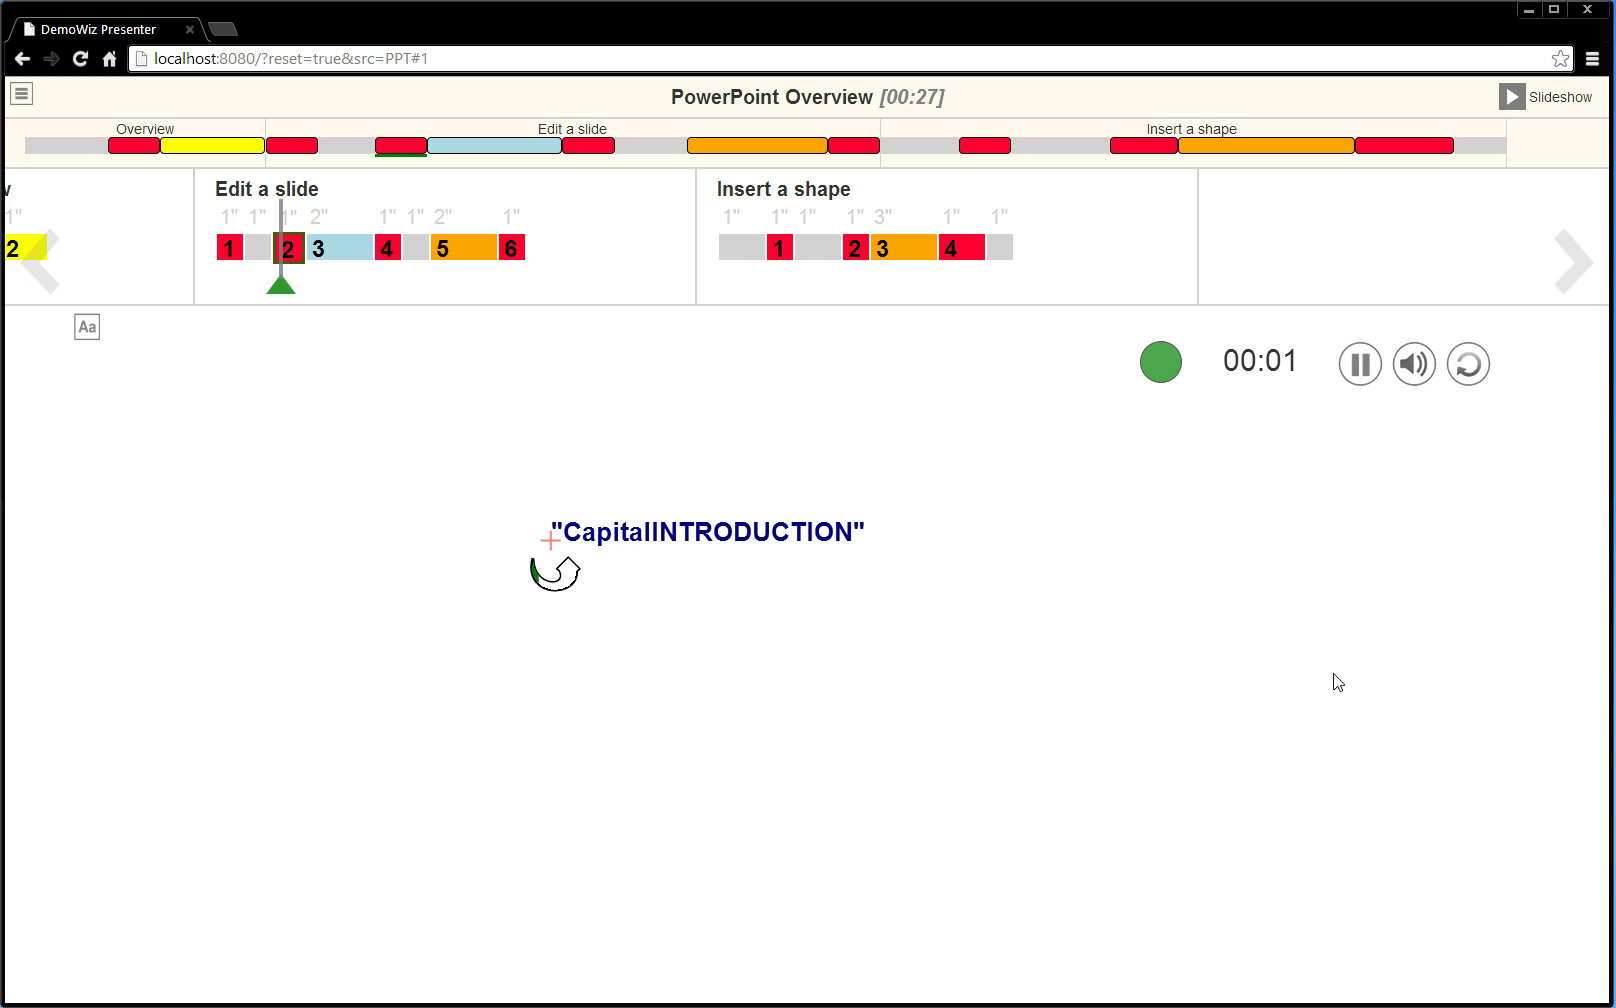 DemoWiz Presenter
localhost:8080/?reset=true&src=PPT#1
PowerPoint Overview [00:27]
Slideshow
Overview Edit a slide Insert a shape
Edit a slide Insert a shape
1" 1" 1" 1" 2" 1" 1" 2" 1" 1" 1" 1" 1" 3" 1" 1"
2 1 2 3 4 5 6 1 2 3 4
Aa
00:01
"CapitalINTRODUCTION"